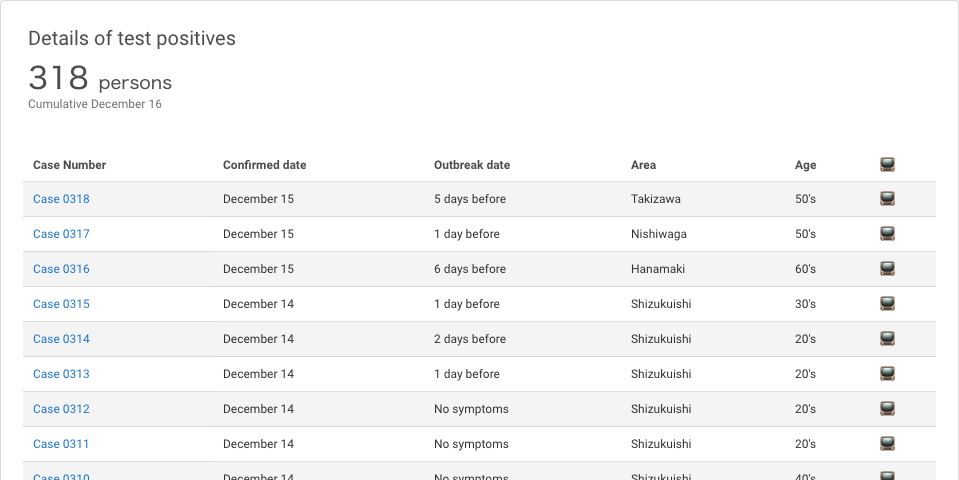 Details of test positives
318 persons
Cumulative December 16
Case Number Confirmed date Outbreak date Area Age
Case 0318 December 15 5 days before Takizawa 50's
Case 0317 December 15 1 day before Nishiwaga 50's
Case 0316 December 15 6 days before Hanamaki 60's
Case 0315 December 14 1 day before Shizukuishi 30's
Case 0314 December 14 2 days before Shizukuishi 20's
Case 0313 December 14 1 day before Shizukuishi 20's
Case 0312 December 14 No symptoms Shizukuishi 20's
Case 0311 December 14 No symptoms Shizukuishi 20's
Case 0310 December 14 No symptoms Shizukuishi 40's